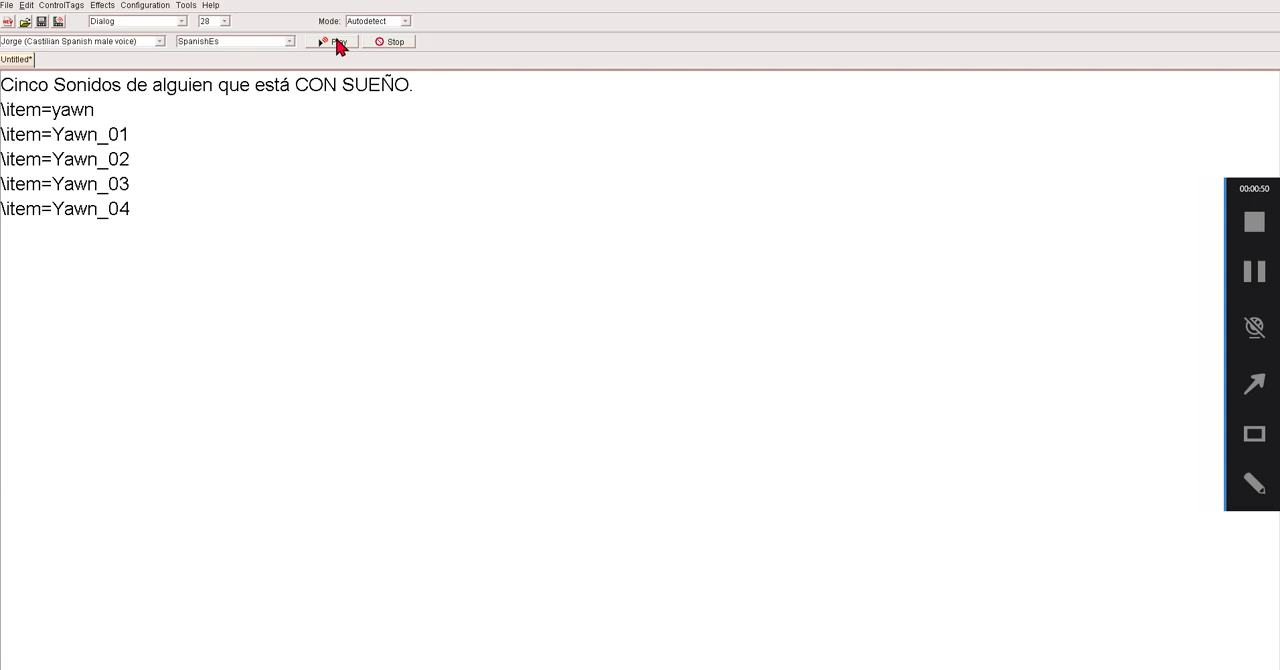 File Edit ControlTags Effects Configuration Tools Help
Dialog 28 Mode: Autodetect
Jorge (Castilian Spanish male voice) SpanishEs Play Stop
Untitled*
Cinco Sonidos de alguien que está CON SUEÑO.
\item=yawn
\item=Yawn_01
\item=Yawn_02
\item=Yawn_03
\item=Yawn_04
00:00:50